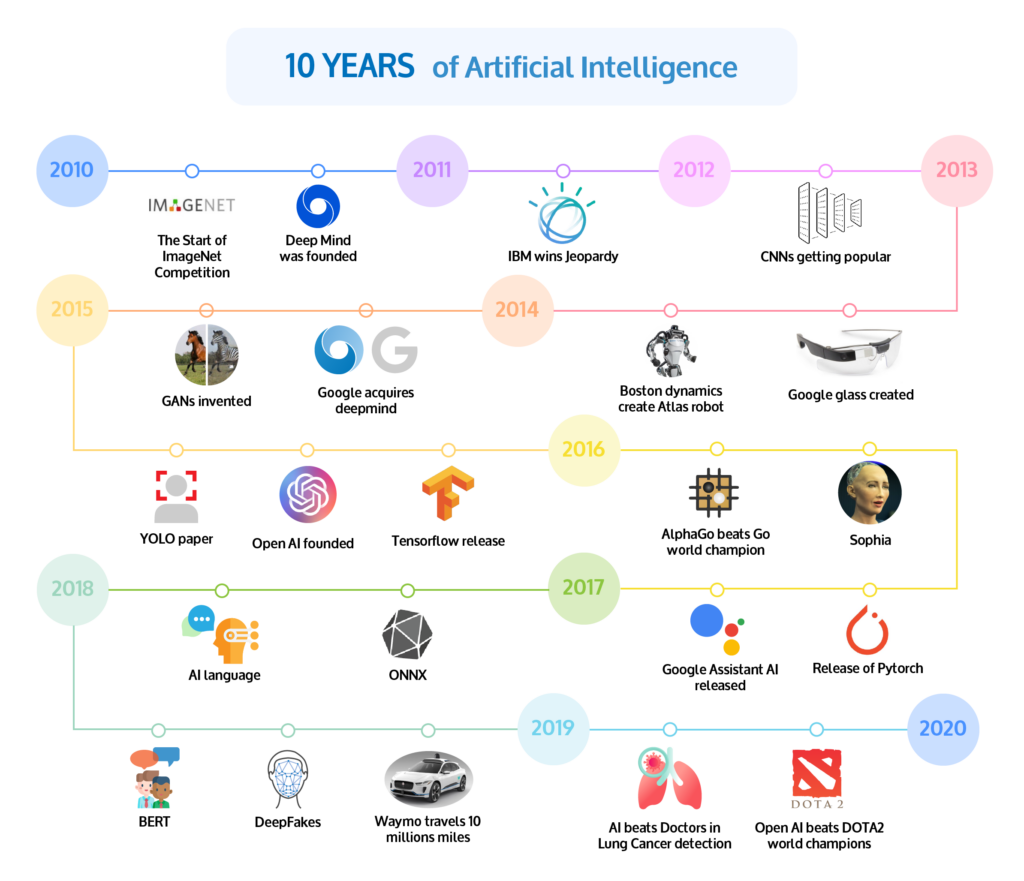 10 YEARS of Artificial Intelligence
2010
2011
2012
2013
IMAGENET
The Start of
ImageNet
Competition
Deep Mind
was founded
IBM wins Jeopardy
CNNs getting popular
2015
2014
GANs invented
Google acquires
deepmind
Boston dynamics
create Atlas robot
Google glass created
2016
YOLO paper
Open AI founded
Tensorflow release
AlphaGo beats Go
world champion
Sophia
2018
2017
AI language
ONNX
Google Assistant AI
released
Release of Pytorch
2019
2020
BERT
DeepFakes
Waymo travels 10
millions miles
AI beats Doctors in
Lung Cancer detection
DOTA 2
Open AI beats DOTA2
world champions